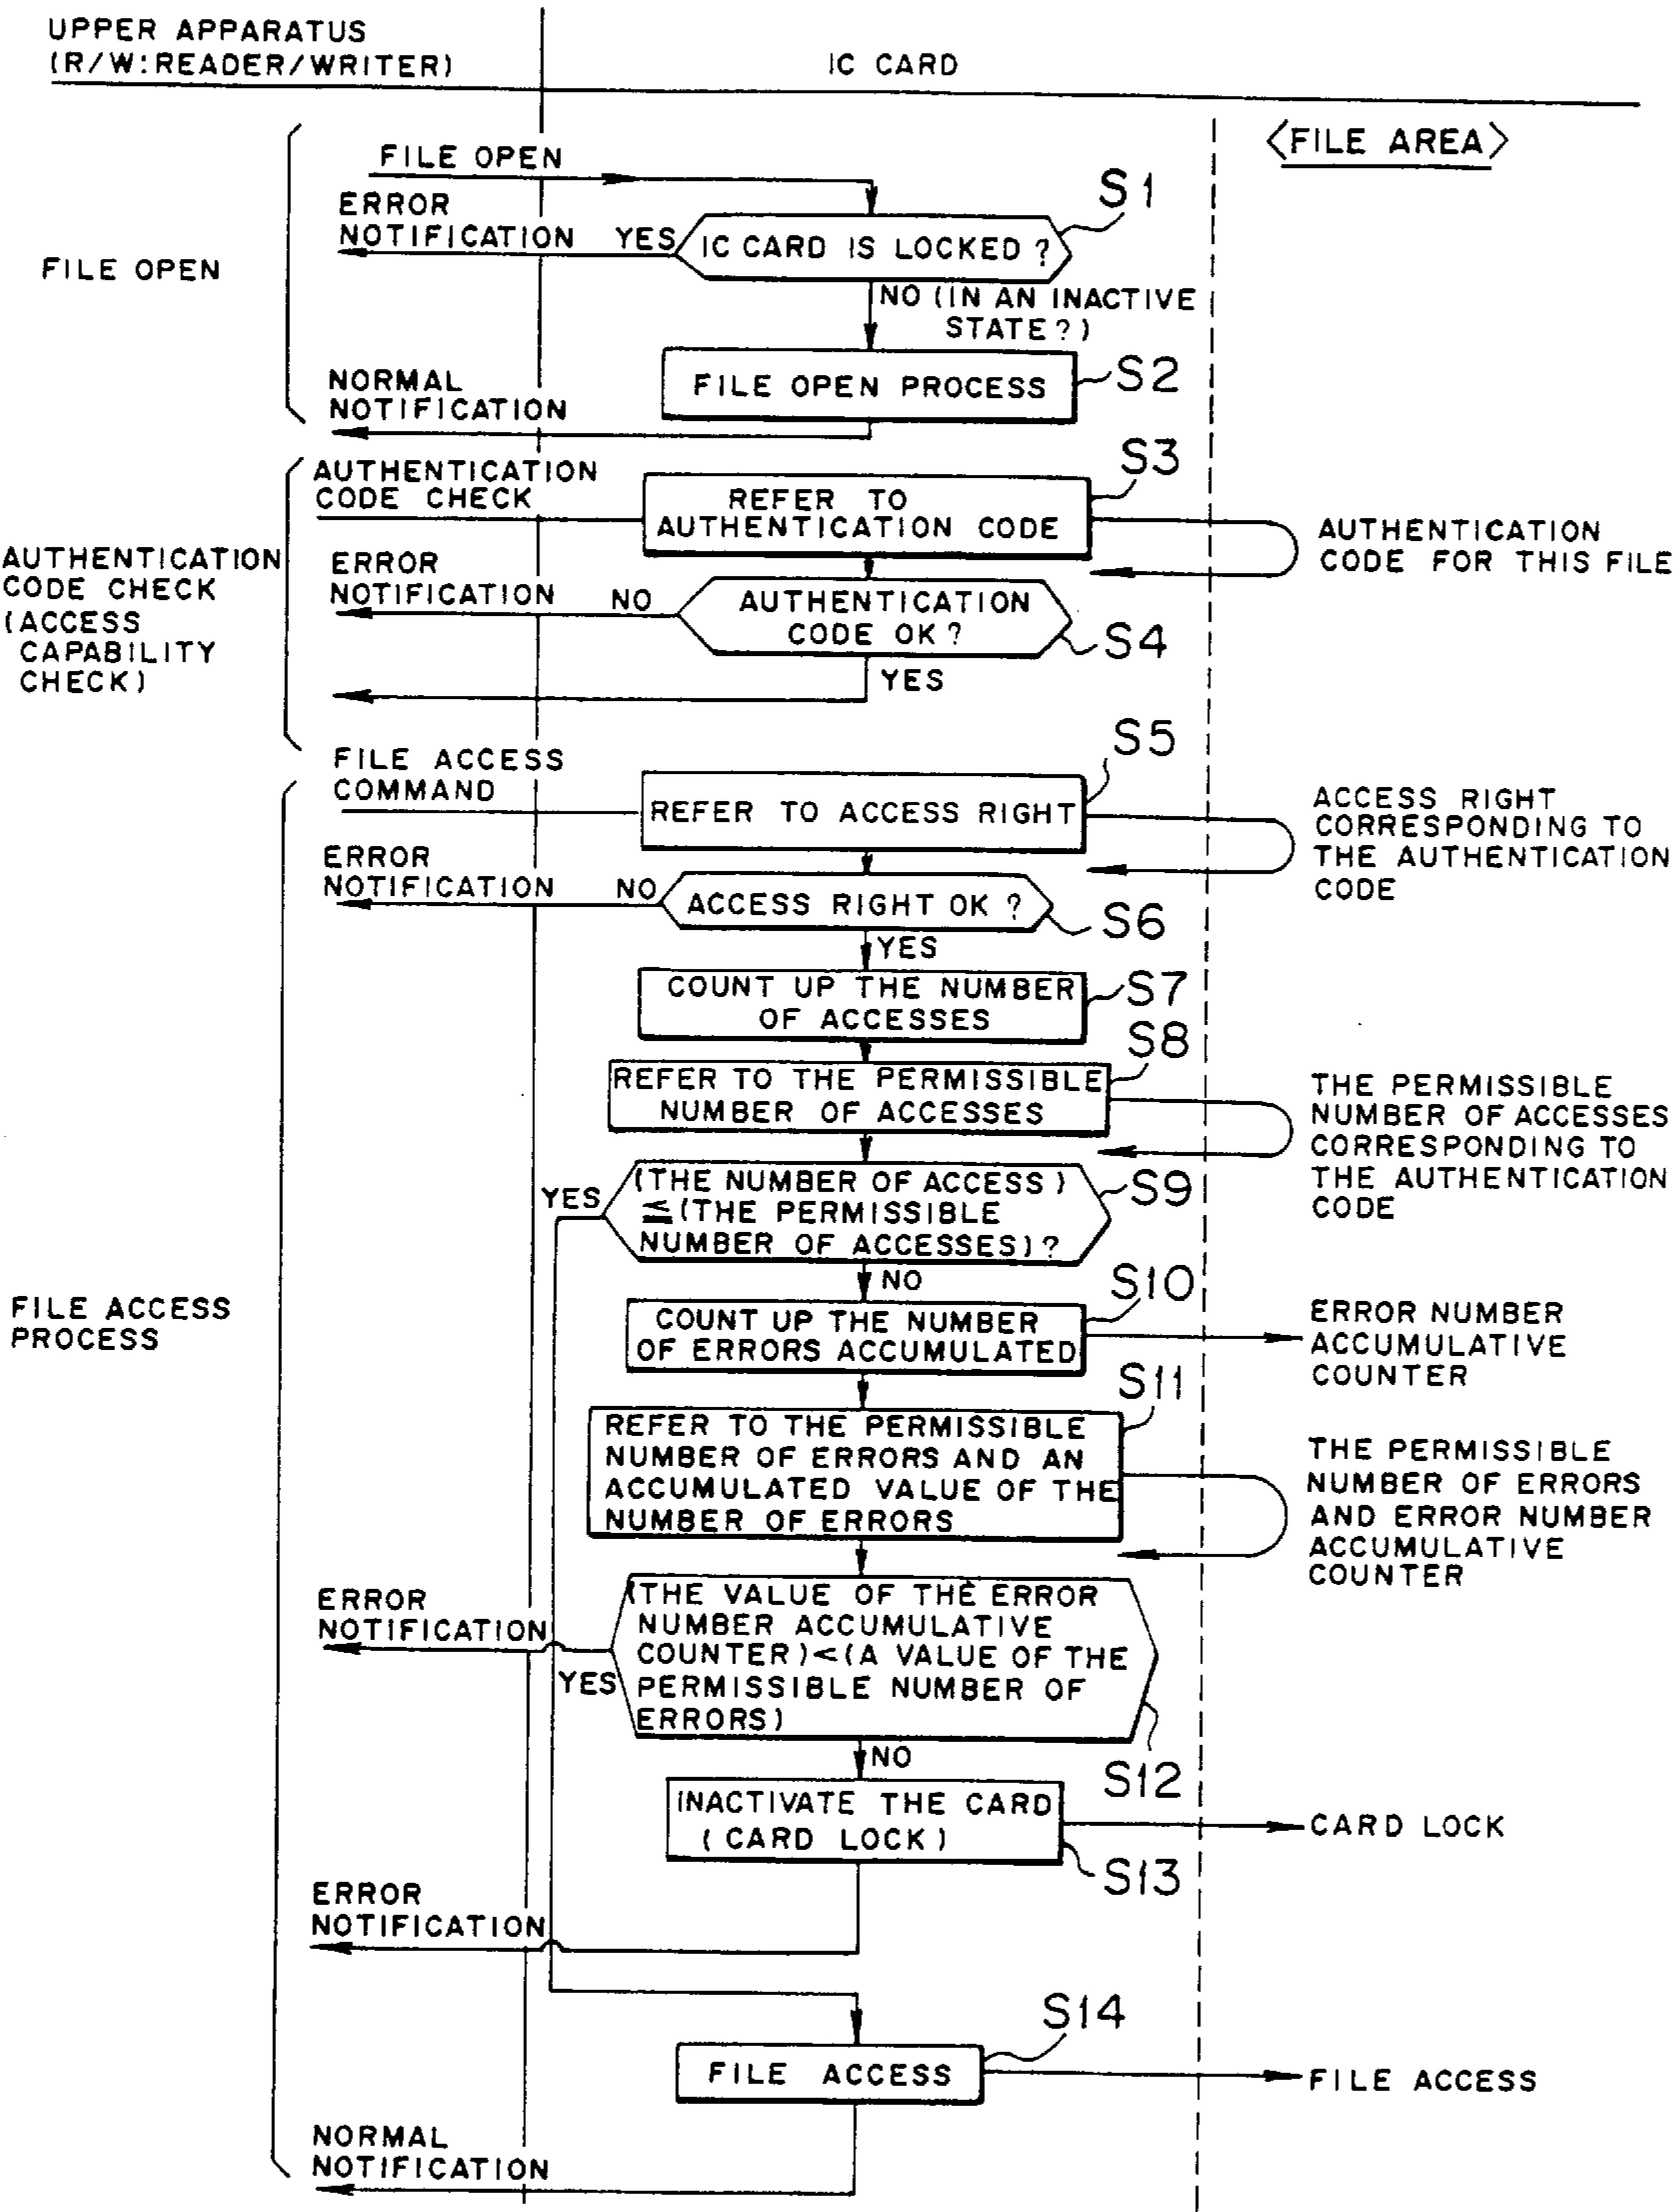 UPPER APPARATUS
(R/W:READER/WRITER)
IC CARD
<FILE AREA>
FILE OPEN
FILE OPEN
S1
ERROR
NOTIFICATION
YES
IC CARD IS LOCKED ?
NO (IN AN INACTIVE
STATE?)
S2
FILE OPEN PROCESS
NORMAL
NOTIFICATION
AUTHENTICATION
CODE CHECK
(ACCESS
CAPABILITY
CHECK)
AUTHENTICATION
CODE CHECK
S3
REFER TO
AUTHENTICATION CODE
AUTHENTICATION
CODE FOR THIS FILE
ERROR
NOTIFICATION
NO
AUTHENTICATION
CODE OK ?
S4
YES
FILE ACCESS
PROCESS
FILE ACCESS
COMMAND
S5
REFER TO ACCESS RIGHT
ACCESS RIGHT
CORRESPONDING TO
THE AUTHENTICATION
CODE
ERROR
NOTIFICATION
NO
ACCESS RIGHT OK ?
S6
YES
COUNT UP THE NUMBER
OF ACCESSES
S7
S8
REFER TO THE PERMISSIBLE
NUMBER OF ACCESSES
THE PERMISSIBLE
NUMBER OF ACCESSES
CORRESPONDING TO
THE AUTHENTICATION
CODE
YES
(THE NUMBER OF ACCESS)
≦(THE PERMISSIBLE
NUMBER OF ACCESSES)?
S9
NO
S10
COUNT UP THE NUMBER
OF ERRORS ACCUMULATED
ERROR NUMBER
ACCUMULATIVE
COUNTER
S11
REFER TO THE PERMISSIBLE
NUMBER OF ERRORS AND AN
ACCUMULATED VALUE OF THE
NUMBER OF ERRORS
THE PERMISSIBLE
NUMBER OF ERRORS
AND ERROR NUMBER
ACCUMULATIVE
COUNTER
ERROR
NOTIFICATION
YES
(THE VALUE OF THE ERROR
NUMBER ACCUMULATIVE
COUNTER)<(A VALUE OF THE
PERMISSIBLE NUMBER OF
ERRORS)
S12
NO
INACTIVATE THE CARD
(CARD LOCK)
S13
CARD LOCK
ERROR
NOTIFICATION
S14
FILE ACCESS
FILE ACCESS
NORMAL
NOTIFICATION